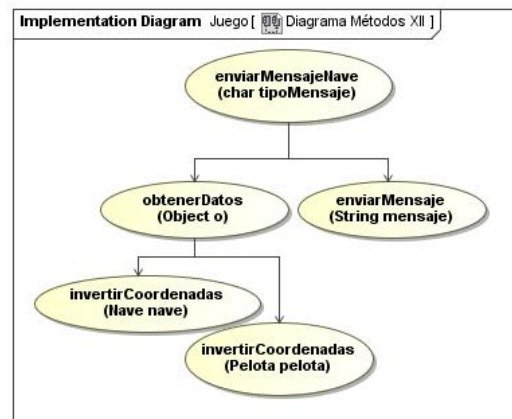 Implementation Diagram Juego [ Diagrama Métodos XII ]
enviarMensajeNave
(char tipoMensaje)
obtenerDatos
(Object o)
enviarMensaje
(String mensaje)
invertirCoordenadas
(Nave nave)
invertirCoordenadas
(Pelota pelota)